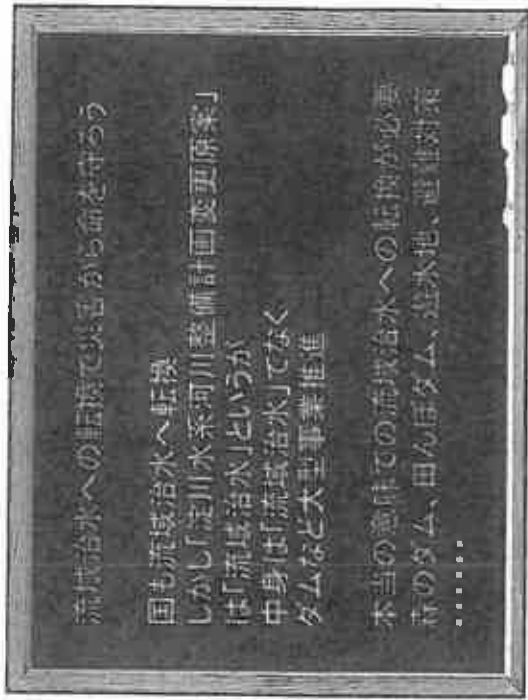 流域治水への転換で災害から命を守ろう
国も流域治水へ転換
しかし「淀川水系河川整備計画変更原案」
は「流域治水」というが
中身は「流域治水」でなく
ダムなど大型事業推進
本当の意味での流域治水への転換が必要
森のダム、田んぼダム、遊水地、避難対策
……